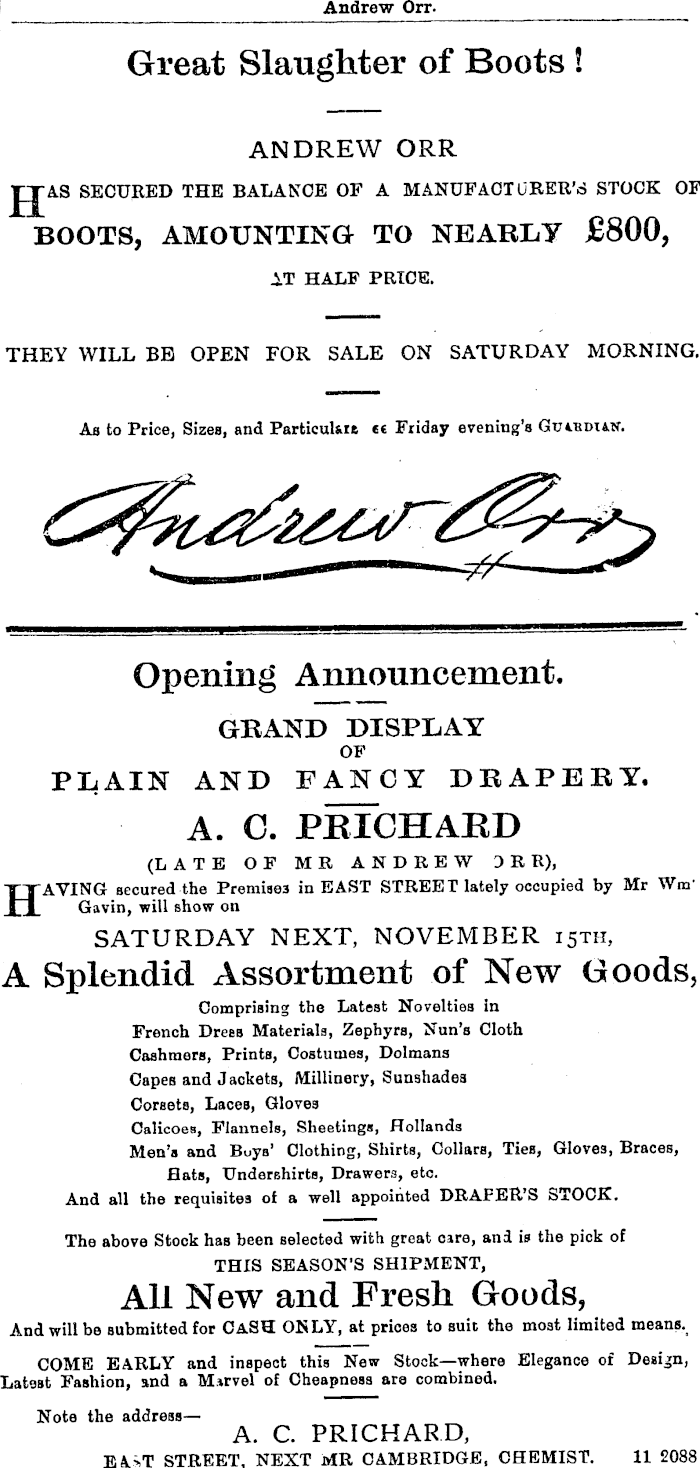 Andrew Orr.
Great Slaughter of Boots!
ANDREW ORR
HAS SECURED THE BALANCE OF A MANUFACTURER'S STOCK OF
BOOTS, AMOUNTING TO NEARLY £800,
AT HALF PRICE.
THEY WILL BE OPEN FOR SALE ON SATURDAY MORNING.
As to Price, Sizes, and Particulars ee Friday evening's GUARDIAN.
Andrew Orr
Opening Announcement.
GRAND DISPLAY
OF
PLAIN AND FANCY DRAPERY.
A. C. PRICHARD
(LATE OF MR ANDREW ORR),
HAVING secured the Premises in EAST STREET lately occupied by Mr Wm'
Gavin, will show on
SATURDAY NEXT, NOVEMBER 15TH,
A Splendid Assortment of New Goods,
Comprising the Latest Novelties in
French Dress Materials, Zephyrs, Nun's Cloth
Cashmers, Prints, Costumes, Dolmans
Capes and Jackets, Millinery, Sunshades
Corsets, Laces, Gloves
Calicoes, Flannels, Sheetings, Hollands
Men's and Boys' Clothing, Shirts, Collars, Ties, Gloves, Braces,
Hats, Undershirts, Drawers, etc.
And all the requisites of a well appointed DRAPER'S STOCK.
The above Stock has been selected with great care, and is the pick of
THIS SEASON'S SHIPMENT,
All New and Fresh Goods,
And will be submitted for CASH ONLY, at prices to suit the most limited means.
COME EARLY and inspect this New Stock—where Elegance of Design,
Latest Fashion, and a Marvel of Cheapness are combined.
Note the address—
A. C. PRICHARD,
EAST STREET, NEXT MR CAMBRIDGE, CHEMIST. 11 2088